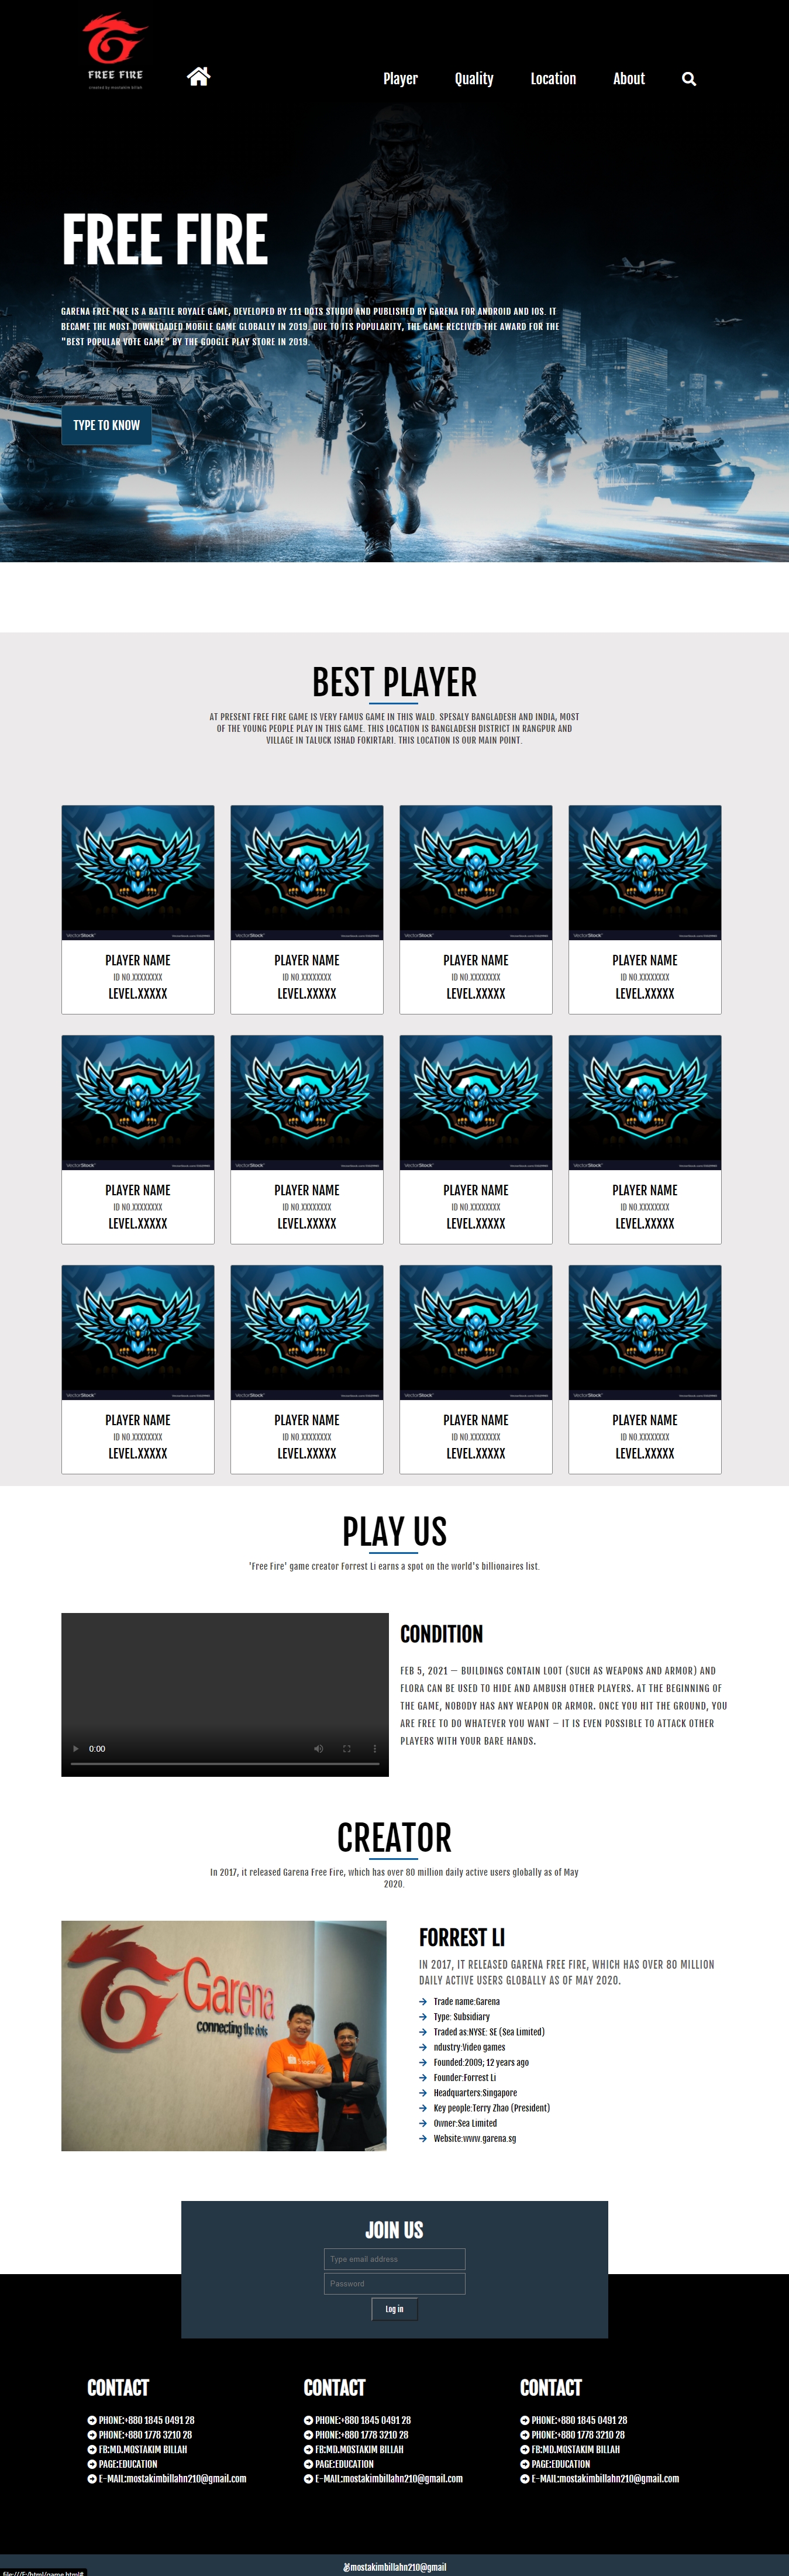 FREE FIRE
created by mostakim billah
Player Quality Location About
FREE FIRE
GARENA FREE FIRE IS A BATTLE ROYALE GAME, DEVELOPED BY 111 DOTS STUDIO AND PUBLISHED BY GARENA FOR ANDROID AND IOS. IT
BECAME THE MOST DOWNLOADED MOBILE GAME GLOBALLY IN 2019. DUE TO ITS POPULARITY, THE GAME RECEIVED THE AWARD FOR THE
"BEST POPULAR VOTE GAME" BY THE GOOGLE PLAY STORE IN 2019.
TYPE TO KNOW
BEST PLAYER
AT PRESENT FREE FIRE GAME IS VERY FAMUS GAME IN THIS WALD. SPESALY BANGLADESH AND INDIA, MOST
OF THE YOUNG PEOPLE PLAY IN THIS GAME. THIS LOCATION IS BANGLADESH DISTRICT IN RANGPUR AND
VILLAGE IN TALUCK ISHAD FOKIRTARI. THIS LOCATION IS OUR MAIN POINT.
VectorStock VectorStock VectorStock VectorStock
PLAYER NAME PLAYER NAME PLAYER NAME PLAYER NAME
ID NO.XXXXXXXX ID NO.XXXXXXXX ID NO.XXXXXXXX ID NO.XXXXXXXX
LEVEL.XXXXX LEVEL.XXXXX LEVEL.XXXXX LEVEL.XXXXX
VectorStock VectorStock VectorStock VectorStock
PLAYER NAME PLAYER NAME PLAYER NAME PLAYER NAME
ID NO.XXXXXXXX ID NO.XXXXXXXX ID NO.XXXXXXXX ID NO.XXXXXXXX
LEVEL.XXXXX LEVEL.XXXXX LEVEL.XXXXX LEVEL.XXXXX
VectorStock VectorStock VectorStock VectorStock
PLAYER NAME PLAYER NAME PLAYER NAME PLAYER NAME
ID NO.XXXXXXXX ID NO.XXXXXXXX ID NO.XXXXXXXX ID NO.XXXXXXXX
LEVEL.XXXXX LEVEL.XXXXX LEVEL.XXXXX LEVEL.XXXXX
PLAY US
'Free Fire' game creator Forrest Li earns a spot on the world's billionaires list.
0:00
CONDITION
FEB 5, 2021 — BUILDINGS CONTAIN LOOT (SUCH AS WEAPONS AND ARMOR) AND
FLORA CAN BE USED TO HIDE AND AMBUSH OTHER PLAYERS. AT THE BEGINNING OF
THE GAME, NOBODY HAS ANY WEAPON OR ARMOR. ONCE YOU HIT THE GROUND, YOU
ARE FREE TO DO WHATEVER YOU WANT – IT IS EVEN POSSIBLE TO ATTACK OTHER
PLAYERS WITH YOUR BARE HANDS.
CREATOR
In 2017, it released Garena Free Fire, which has over 80 million daily active users globally as of May
2020.
Garena
connecting the dots
FORREST LI
IN 2017, IT RELEASED GARENA FREE FIRE, WHICH HAS OVER 80 MILLION
DAILY ACTIVE USERS GLOBALLY AS OF MAY 2020.
Trade name:Garena
Type: Subsidiary
Traded as:NYSE: SE (Sea Limited)
ndustry:Video games
Founded:2009; 12 years ago
Founder:Forrest Li
Headquarters:Singapore
Key people:Terry Zhao (President)
Owner:Sea Limited
Website:www.garena.sg
JOIN US
Type email address
Password
Log in
CONTACT CONTACT CONTACT
PHONE:+880 1845 0491 28 PHONE:+880 1845 0491 28 PHONE:+880 1845 0491 28
PHONE:+880 1778 3210 28 PHONE:+880 1778 3210 28 PHONE:+880 1778 3210 28
FB:MD.MOSTAKIM BILLAH FB:MD.MOSTAKIM BILLAH FB:MD.MOSTAKIM BILLAH
PAGE:EDUCATION PAGE:EDUCATION PAGE:EDUCATION
E-MAIL:mostakimbillahn210@gmail.com E-MAIL:mostakimbillahn210@gmail.com E-MAIL:mostakimbillahn210@gmail.com
mostakimbillahn210@gmail
file:///F:/html/game.html#